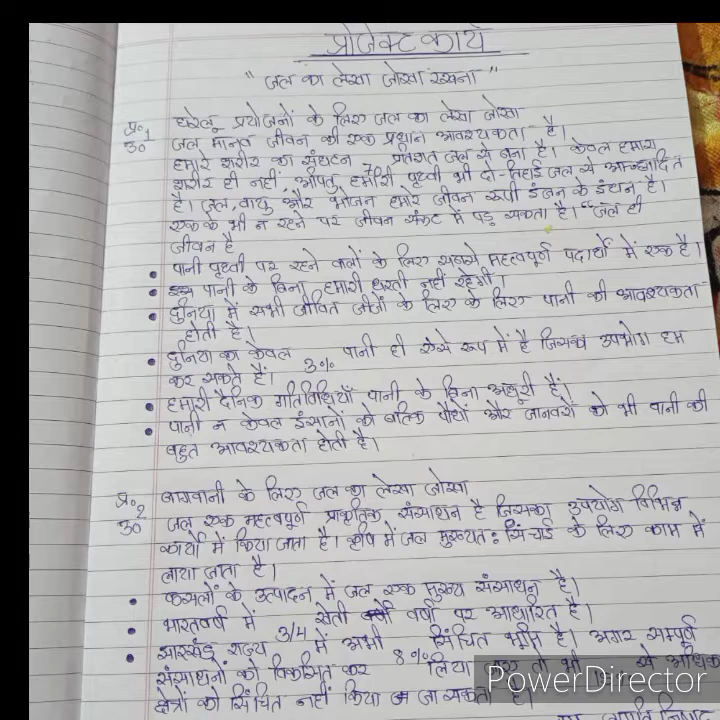 प्रोजेक्ट कार्य
"जल का लेखा जोखा रखना"
प्र०1 घरेलू प्रयोजनों के लिए जल का लेखा जोखा
उ० जल मानव जीवन की एक प्रधान आवश्यकता है।
हमारे शरीर का संघटन 70 प्रतिशत जल से बना है। केवल हमारा
शरीर ही नहीं, अपितु हमारी पृथ्वी भी दो-तिहाई जल से आच्छादित
है। जल, वायु और भोजन हमारे जीवन रूपी इंजन के इंधन है।
एक के भी न रहने पर जीवन संकट में पड़ सकता है। "जल ही
जीवन है
• पानी पृथ्वी पर रहने वालों के लिए सबसे महत्वपूर्ण पदार्थों में एक है।
• पानी के बिना हमारी धरती नहीं रहेगी।
• दुनिया में सभी जीवित जीवों के लिए के लिए पानी की आवश्यकता
होती है।
• दुनिया का केवल 3% पानी ही ऐसे रूप में है जिसका उपभोग हम
कर सकते हैं।
• हमारी दैनिक गतिविधियाँ पानी के बिना अधूरी हैं।
• पानी न केवल इंसानों को बल्कि पौधों और जानवरों को भी पानी की
बहुत आवश्यकता होती है।
प्र०2 बागवानी के लिए जल का लेखा जोखा
उ० जल एक महत्वपूर्ण प्राकृतिक संसाधन है जिसका उपयोग विभिन्न
कार्यों में किया जाता है। कृषि में जल मुख्यतः सिंचाई के लिए काम में
लाया जाता है।
• फसलों के उत्पादन में जल एक मुख्य संसाधन है।
• भारतवर्ष में 3/4 खेती वर्षा पर आधारित है।
• झारखंड राज्य में अभी 8% सिंचित भूमि है। अगर सम्पूर्ण
संसाधनों को विकसित कर लिया जाए तो भी से अधिक
क्षेत्रों को सिंचित नहीं किया जा सकता है।
PowerDirector